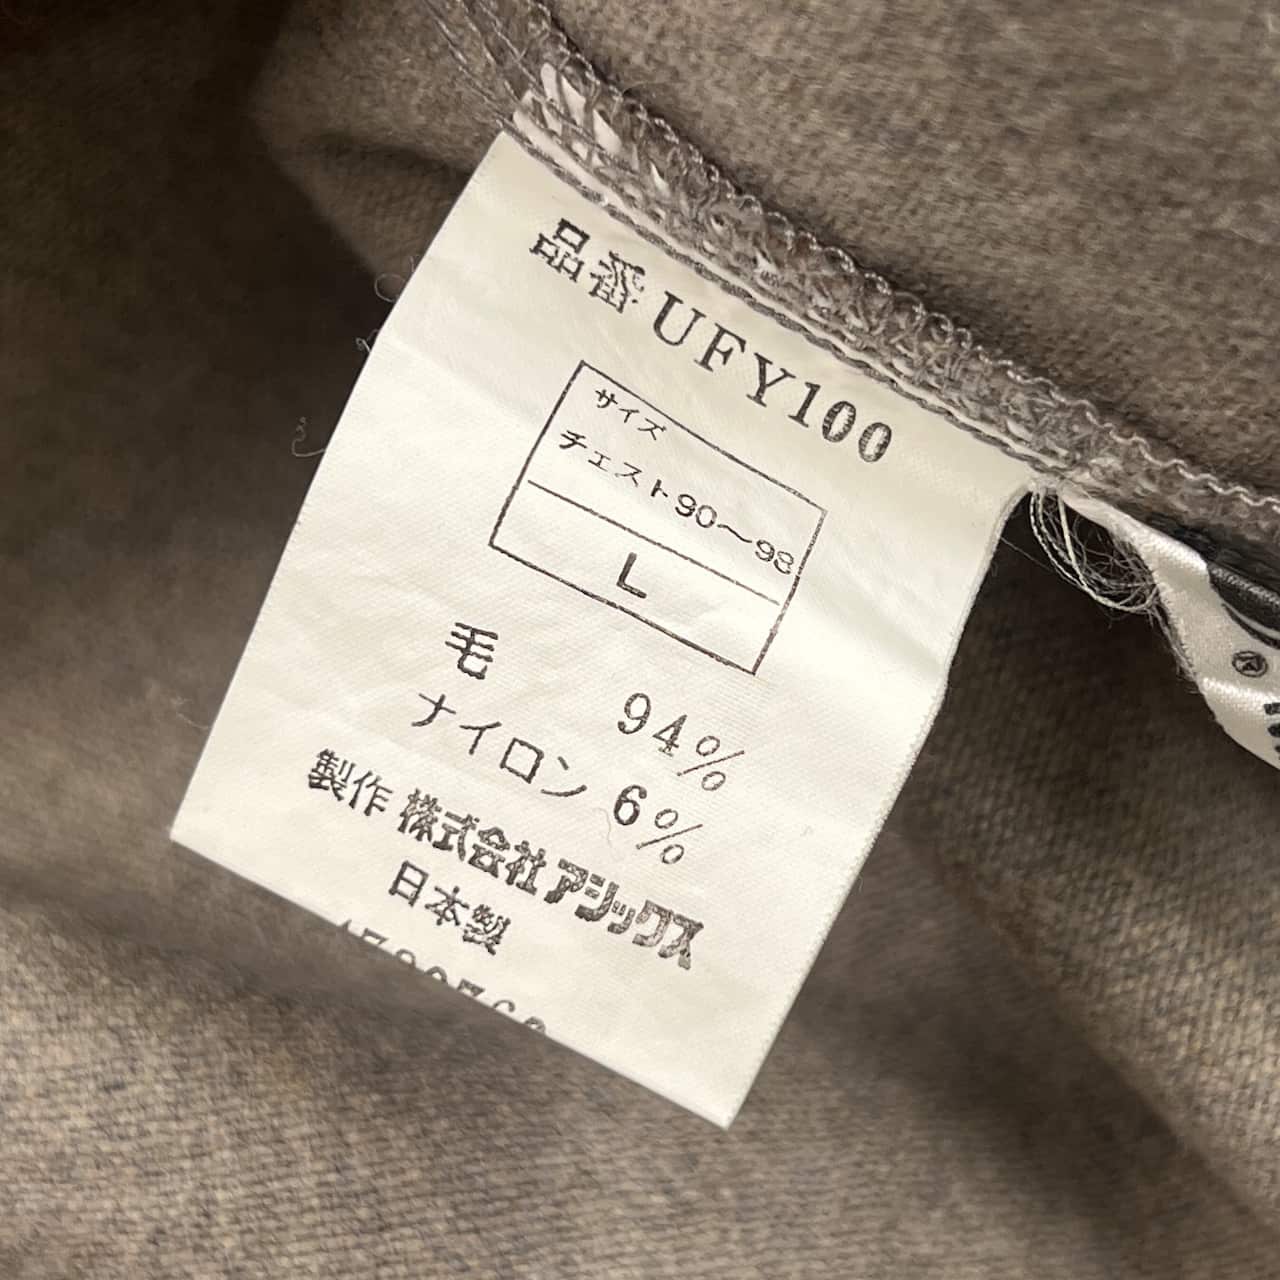 品番 UFY100
サイズ
チェスト90〜98
L
毛 94%
ナイロン 6%
製作 株式会社アシックス
日本製